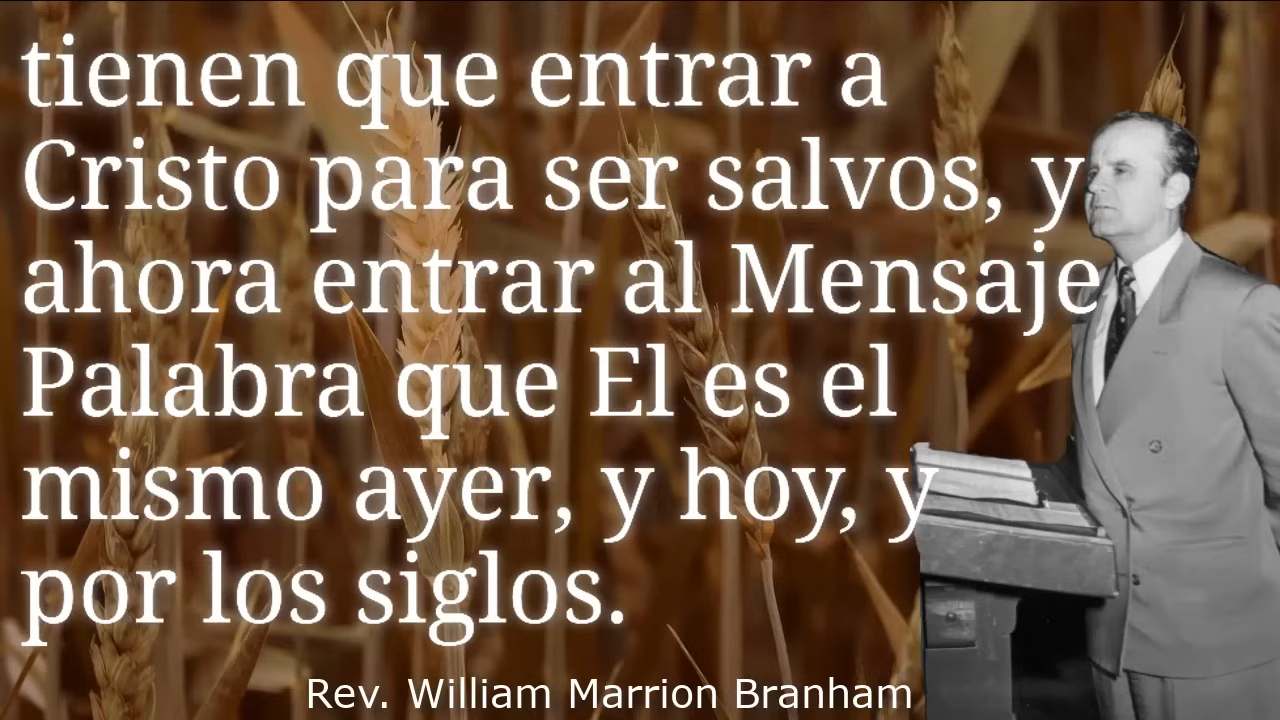 tienen que entrar a
Cristo para ser salvos, y
ahora entrar al Mensaje
Palabra que El es el
mismo ayer, y hoy, y
por los siglos.
Rev. William Marrion Branham